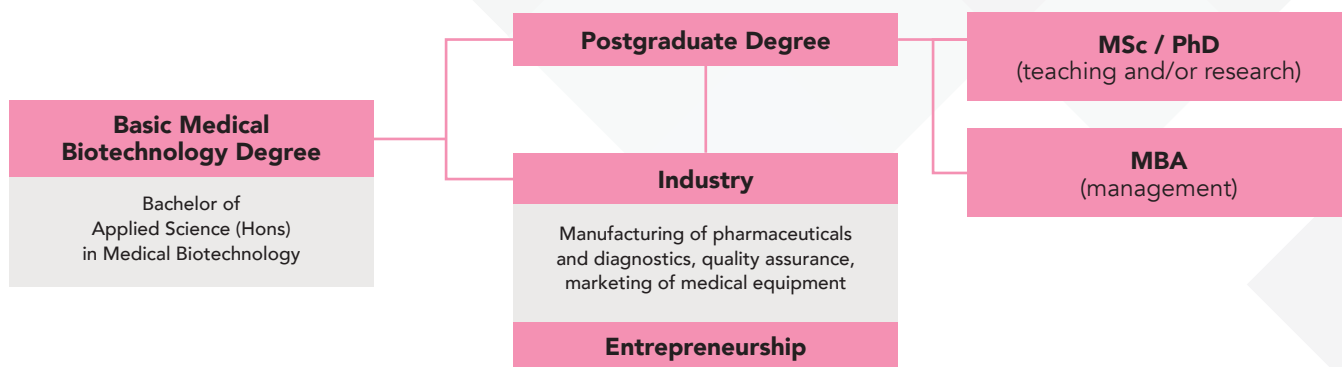 Basic Medical
Biotechnology Degree
Bachelor of
Applied Science (Hons)
in Medical Biotechnology
Postgraduate Degree
Industry
Manufacturing of pharmaceuticals
and diagnostics, quality assurance,
marketing of medical equipment
Entrepreneurship
MSc / PhD
(teaching and/or research)
MBA
(management)